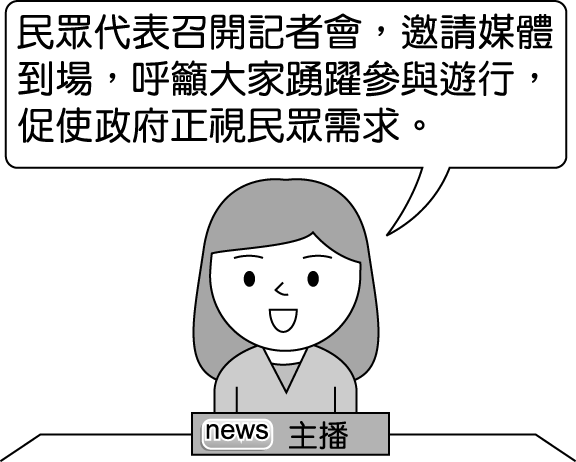 民眾代表召開記者會，邀請媒體
到場，呼籲大家踴躍參與遊行，
促使政府正視民眾需求。
news 主播